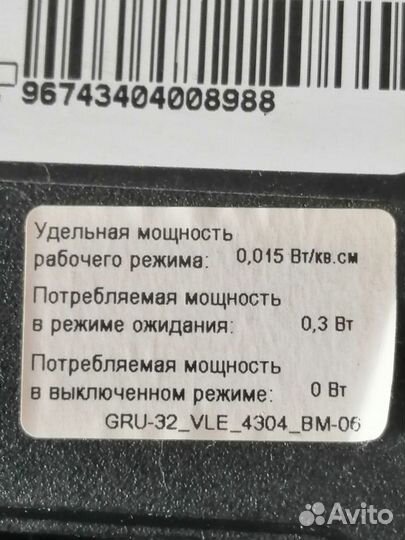 96743404008988
Удельная мощность
рабочего режима: 0,015 Вт/кв.см
Потребляемая мощность
в режиме ожидания: 0,3 Вт
Потребляемая мощность
в выключенном режиме: 0 Вт
GRU-32_VLE_4304_BM-06
Avito